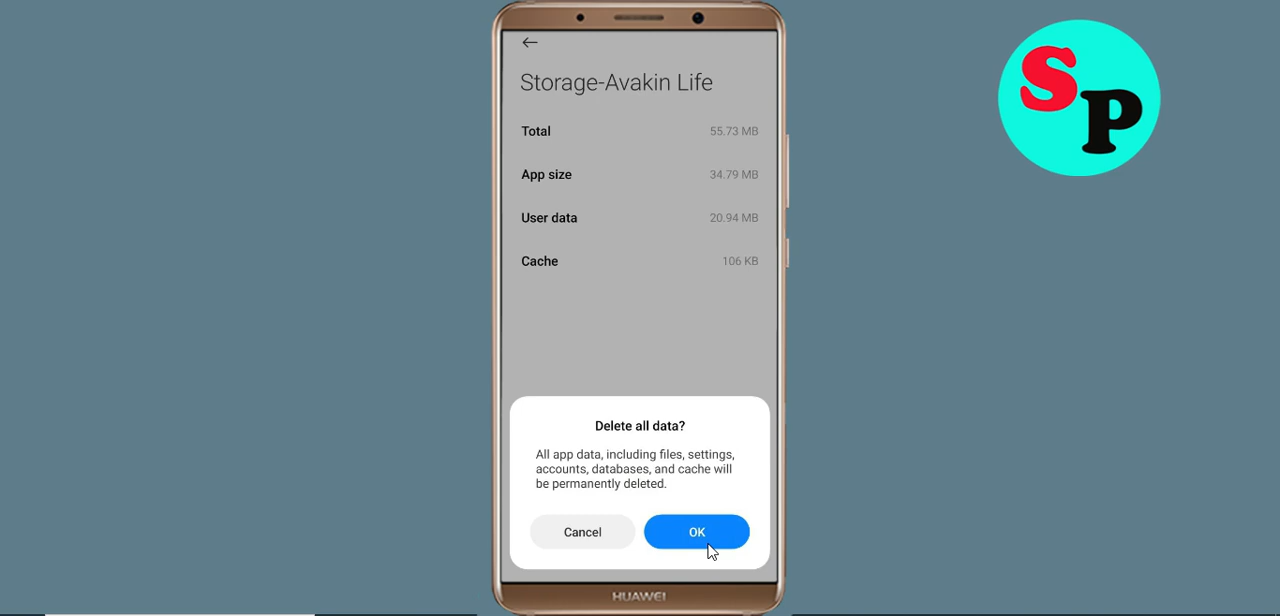 Storage-Avakin Life
Total 55.73 MB
App size 34.79 MB
User data 20.94 MB
Cache 106 KB
Delete all data?
All app data, including files, settings,
accounts, databases, and cache will
be permanently deleted.
Cancel OK
HUAWEI
S
P